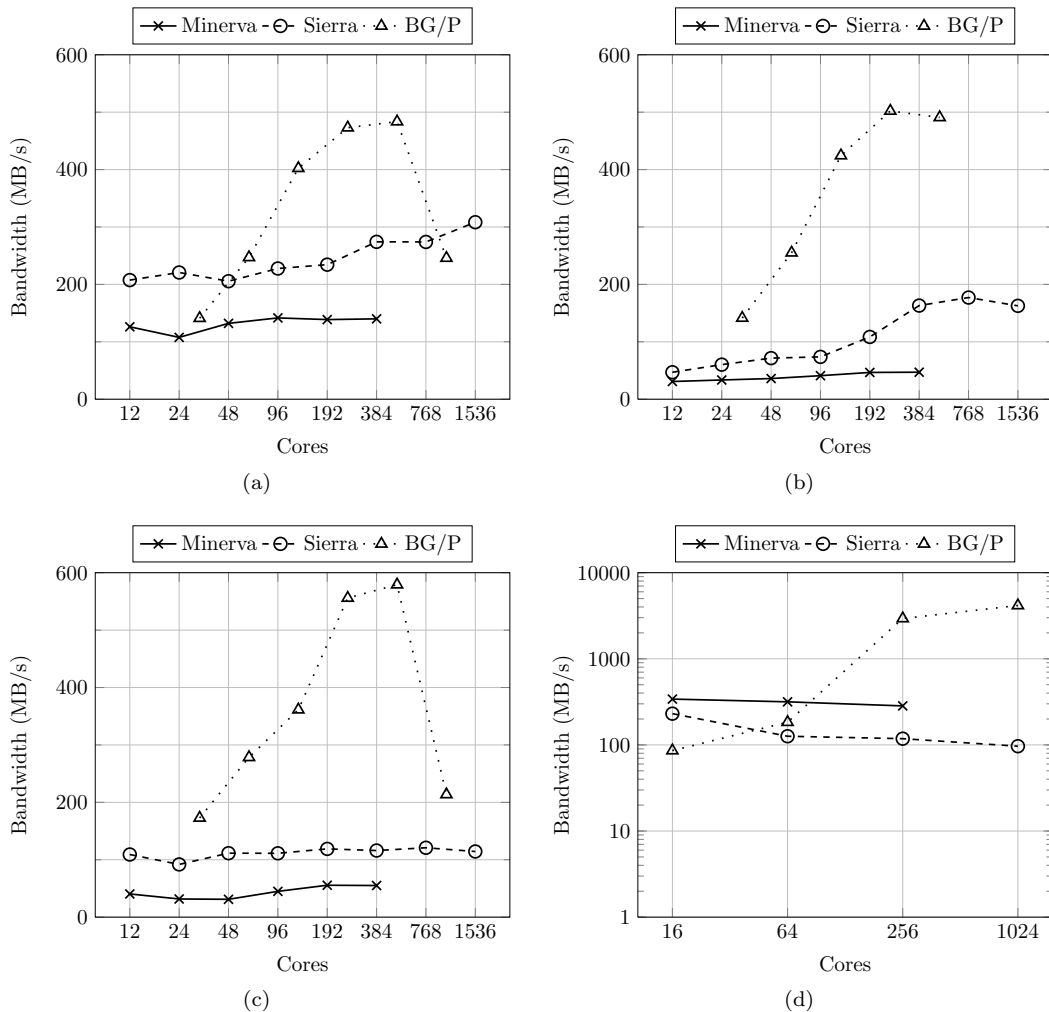 Minerva Sierra BG/P
600
400
200
0
Bandwidth (MB/s)
12 24 48 96 192 384 768 1536
Cores
(a)
Minerva Sierra BG/P
600
400
200
0
Bandwidth (MB/s)
12 24 48 96 192 384 768 1536
Cores
(b)
Minerva Sierra BG/P
600
400
200
0
Bandwidth (MB/s)
12 24 48 96 192 384 768 1536
Cores
(c)
Minerva Sierra BG/P
10000
1000
100
10
1
Bandwidth (MB/s)
16 64 256 1024
Cores
(d)